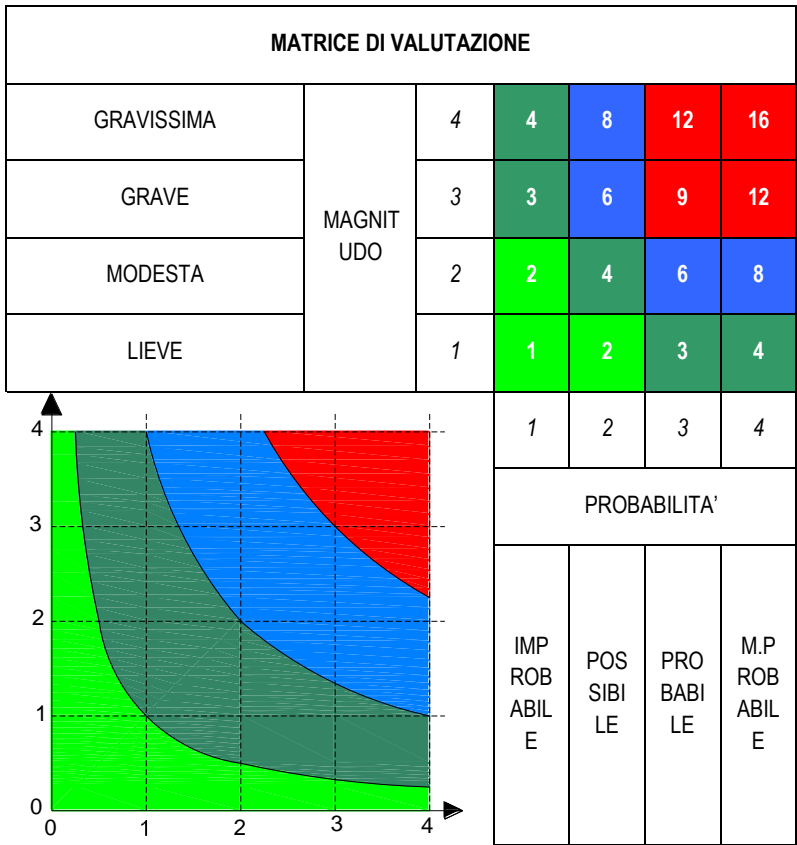 MATRICE DI VALUTAZIONE
GRAVISSIMA
4
4
8
12
16
GRAVE
MAGNIT
UDO
3
3
6
9
12
MODESTA
2
2
4
6
8
LIEVE
1
1
2
3
4
1
2
3
4
PROBABILITA’
IMP
ROB
ABIL
E
POS
SIBI
LE
PRO
BABI
LE
M.P
ROB
ABIL
E
4
3
2
1
0
0
1
2
3
4